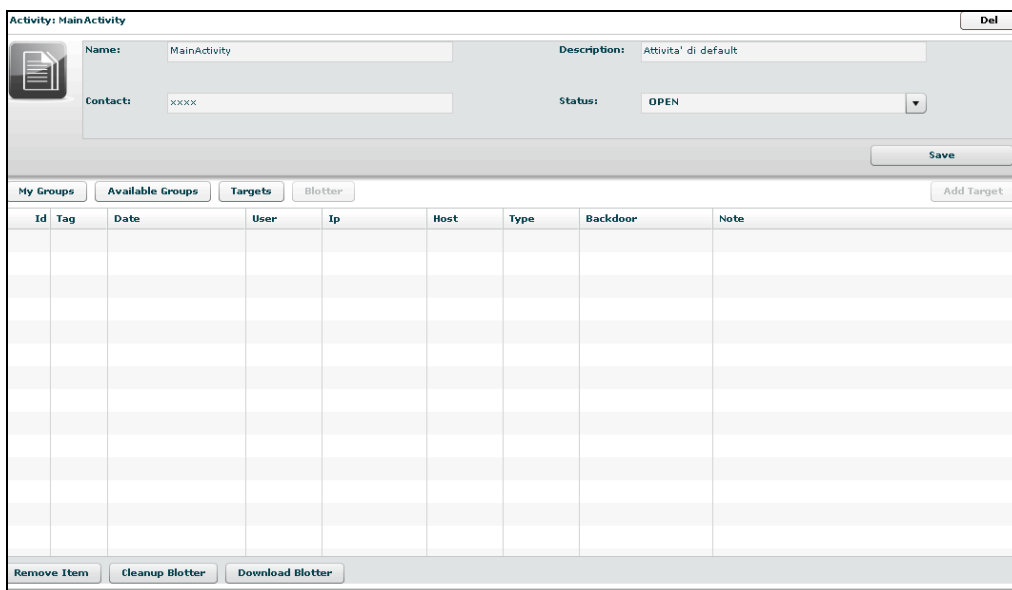 Activity: MainActivity Del
Name: MainActivity Description: Attivita' di default
Contact: xxxx Status: OPEN
Save
My Groups Available Groups Targets Blotter Add Target
Id Tag Date User Ip Host Type Backdoor Note
Remove Item Cleanup Blotter Download Blotter